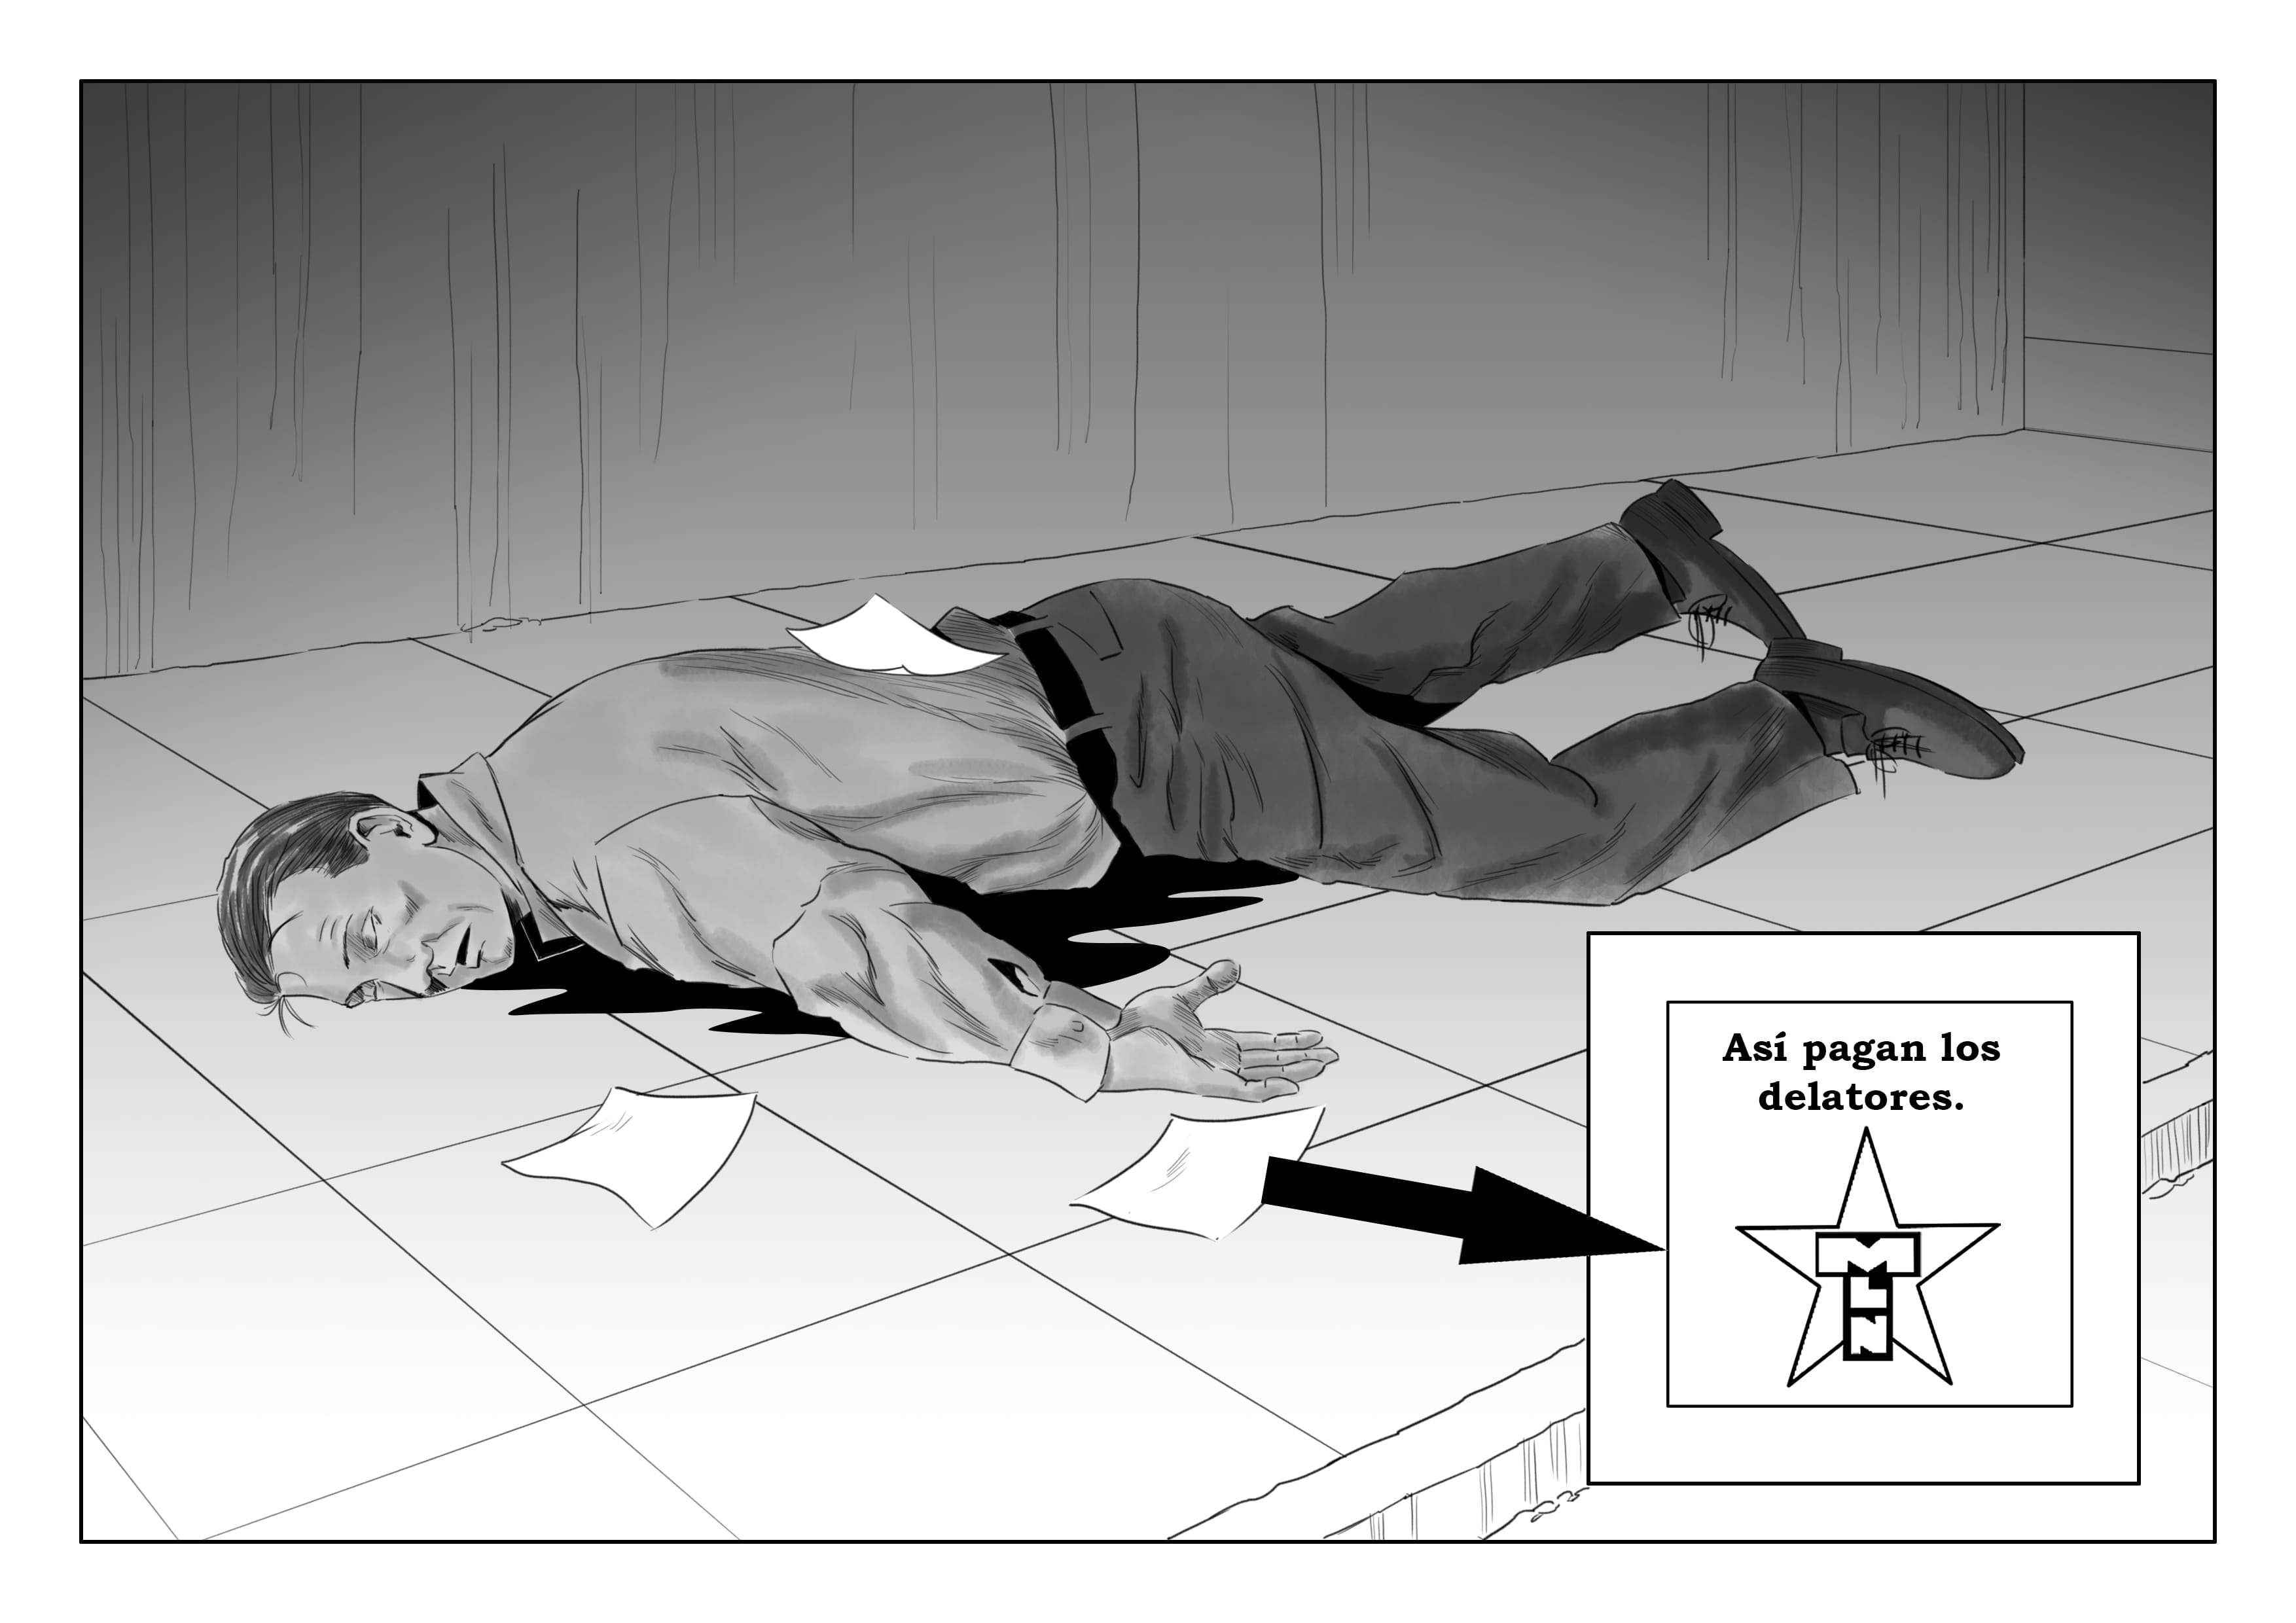 Así pagan los
delatores.
M
L
N